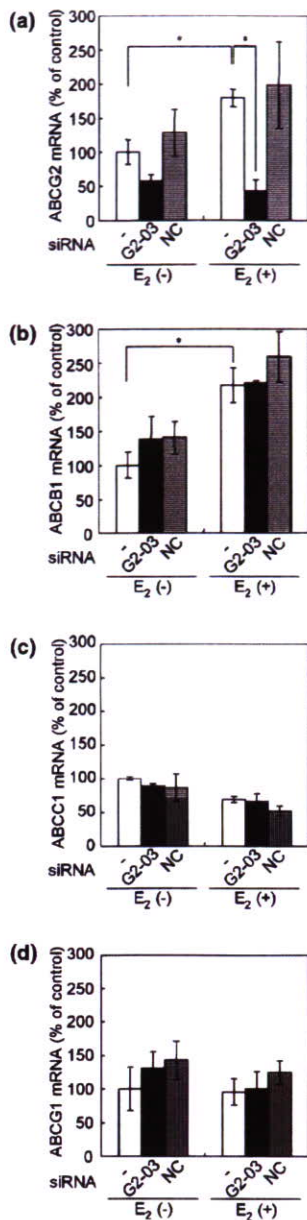 (a)
ABCG2 mRNA (% of control)
300
250
200
150
100
50
0
* *
siRNA - G2-03 NC - G2-03 NC
E2 (-) E2 (+)
(b)
ABCB1 mRNA (% of control)
300
250
200
150
100
50
0
*
siRNA - G2-03 NC - G2-03 NC
E2 (-) E2 (+)
(c)
ABCC1 mRNA (% of control)
300
250
200
150
100
50
0
siRNA - G2-03 NC - G2-03 NC
E2 (-) E2 (+)
(d)
ABCG1 mRNA (% of control)
300
250
200
150
100
50
0
siRNA - G2-03 NC - G2-03 NC
E2 (-) E2 (+)